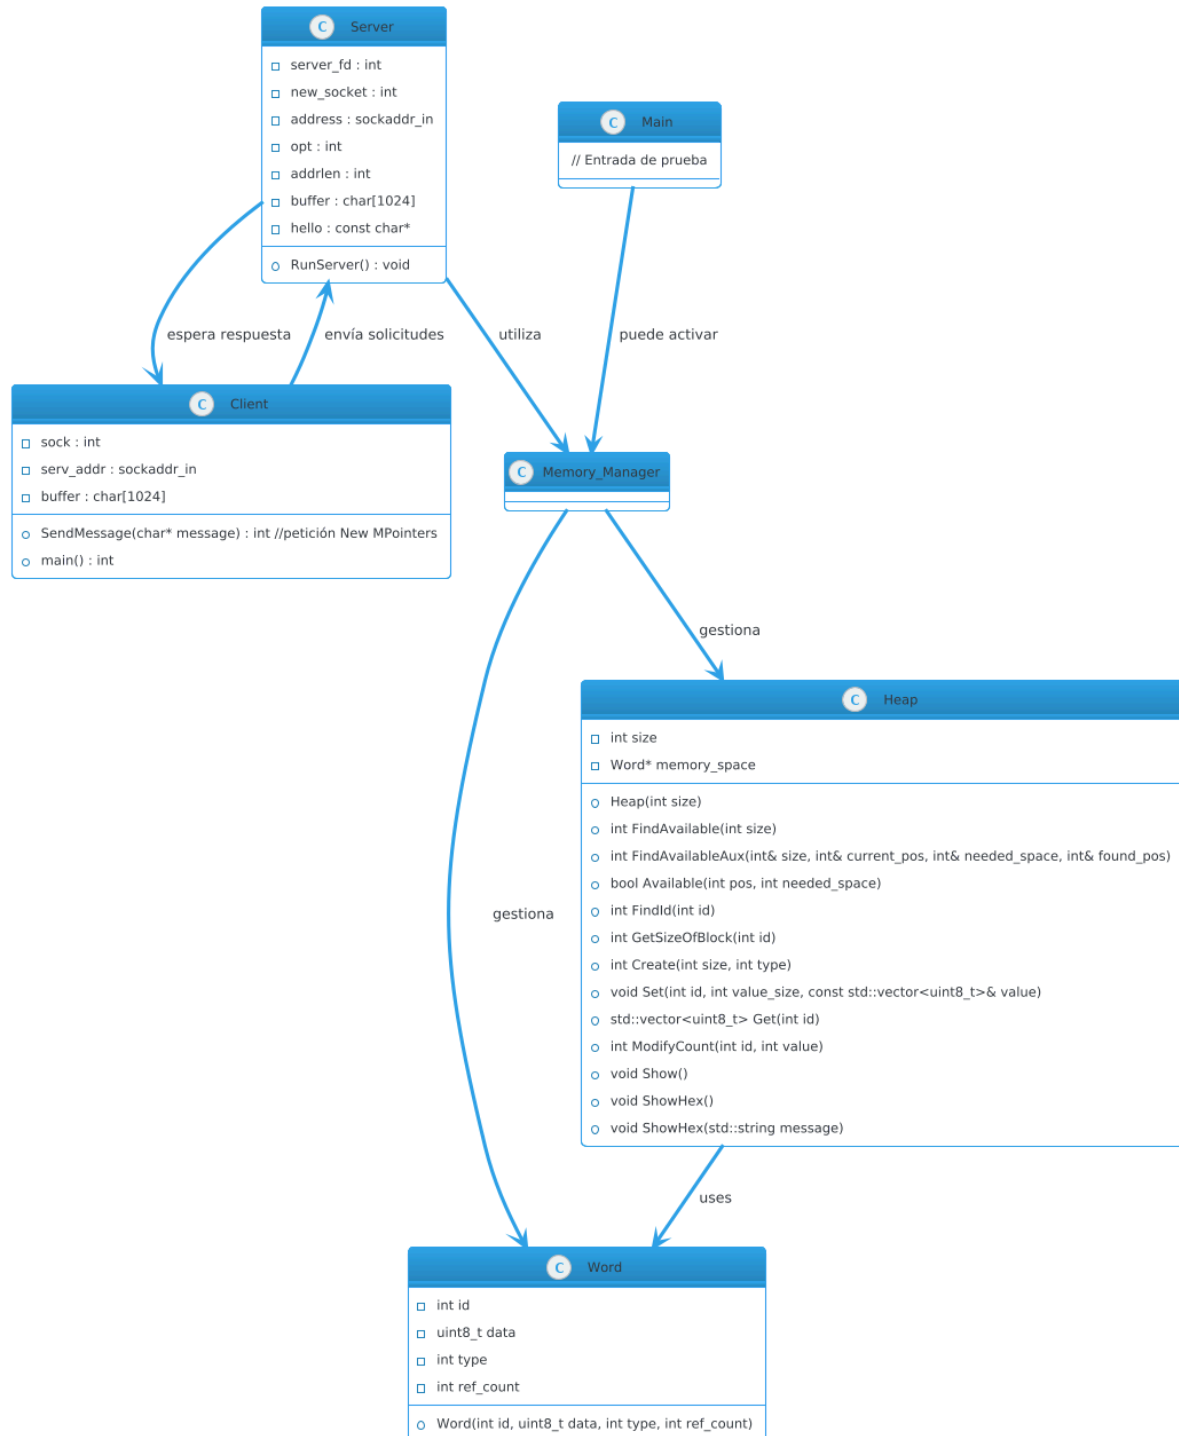 C Server
server_fd : int
new_socket : int
address : sockaddr_in
opt : int
addrlen : int
buffer : char[1024]
hello : const char*
RunServer() : void
C Main
// Entrada de prueba
espera respuesta
envía solicitudes
utiliza
puede activar
C Client
sock : int
serv_addr : sockaddr_in
buffer : char[1024]
SendMessage(char* message) : int //petición New MPointers
main() : int
C Memory_Manager
gestiona
C Heap
int size
Word* memory_space
Heap(int size)
int FindAvailable(int size)
int FindAvailableAux(int& size, int& current_pos, int& needed_space, int& found_pos)
bool Available(int pos, int needed_space)
int FindId(int id)
int GetSizeOfBlock(int id)
int Create(int size, int type)
void Set(int id, int value_size, const std::vector<uint8_t>& value)
std::vector<uint8_t> Get(int id)
int ModifyCount(int id, int value)
void Show()
void ShowHex()
void ShowHex(std::string message)
gestiona
uses
C Word
int id
uint8_t data
int type
int ref_count
Word(int id, uint8_t data, int type, int ref_count)